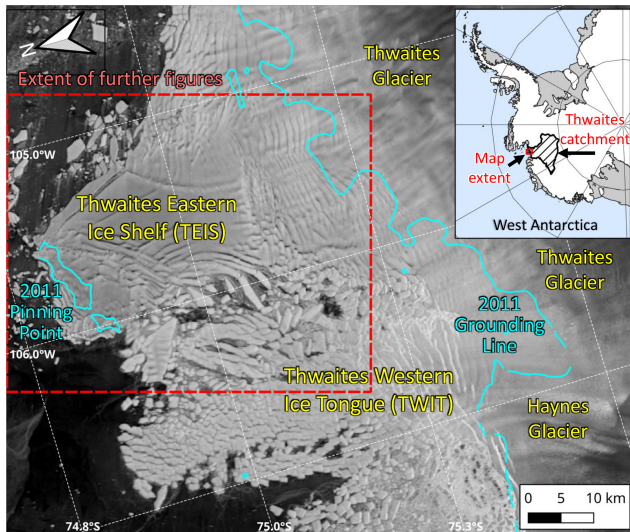 N
Extent of further figures
Thwaites
Glacier
Thwaites
catchment
Map
extent
West Antarctica
105.0°W
Thwaites Eastern
Ice Shelf (TEIS)
2011
Pinning
Point
106.0°W
Thwaites
Glacier
2011
Grounding
Line
Thwaites Western
Ice Tongue (TWIT)
Haynes
Glacier
74.8°S
75.0°S
75.3°S
0 5 10 km